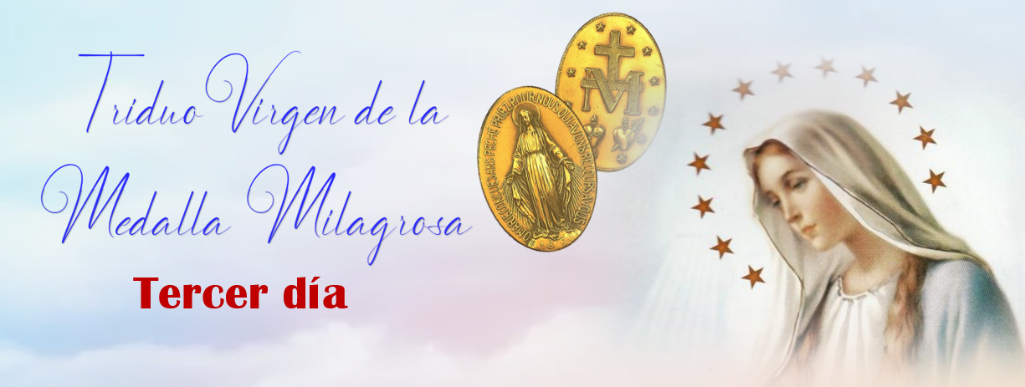 Triduo Virgen de la
Medalla Milagrosa
Tercer día
M